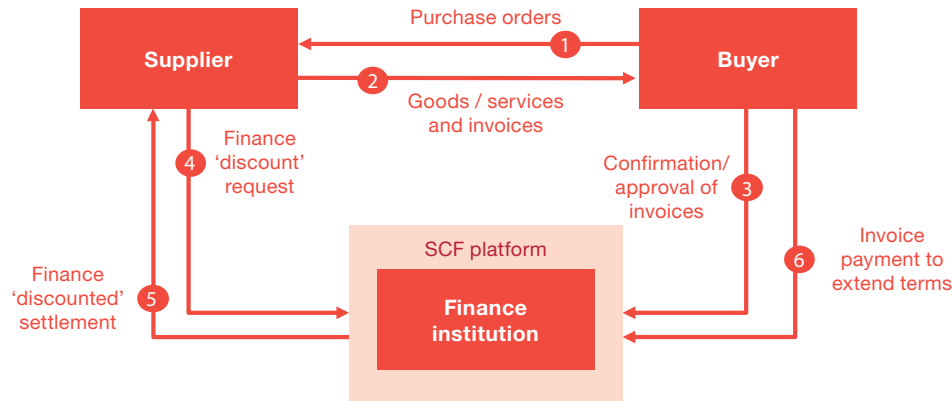 Purchase orders
1
Supplier
Buyer
2
Goods / services
and invoices
Finance
‘discount’
request
4
Confirmation/
approval of
invoices
3
SCF platform
Finance
institution
Finance
‘discounted’
settlement
5
Invoice
payment to
extend terms
6